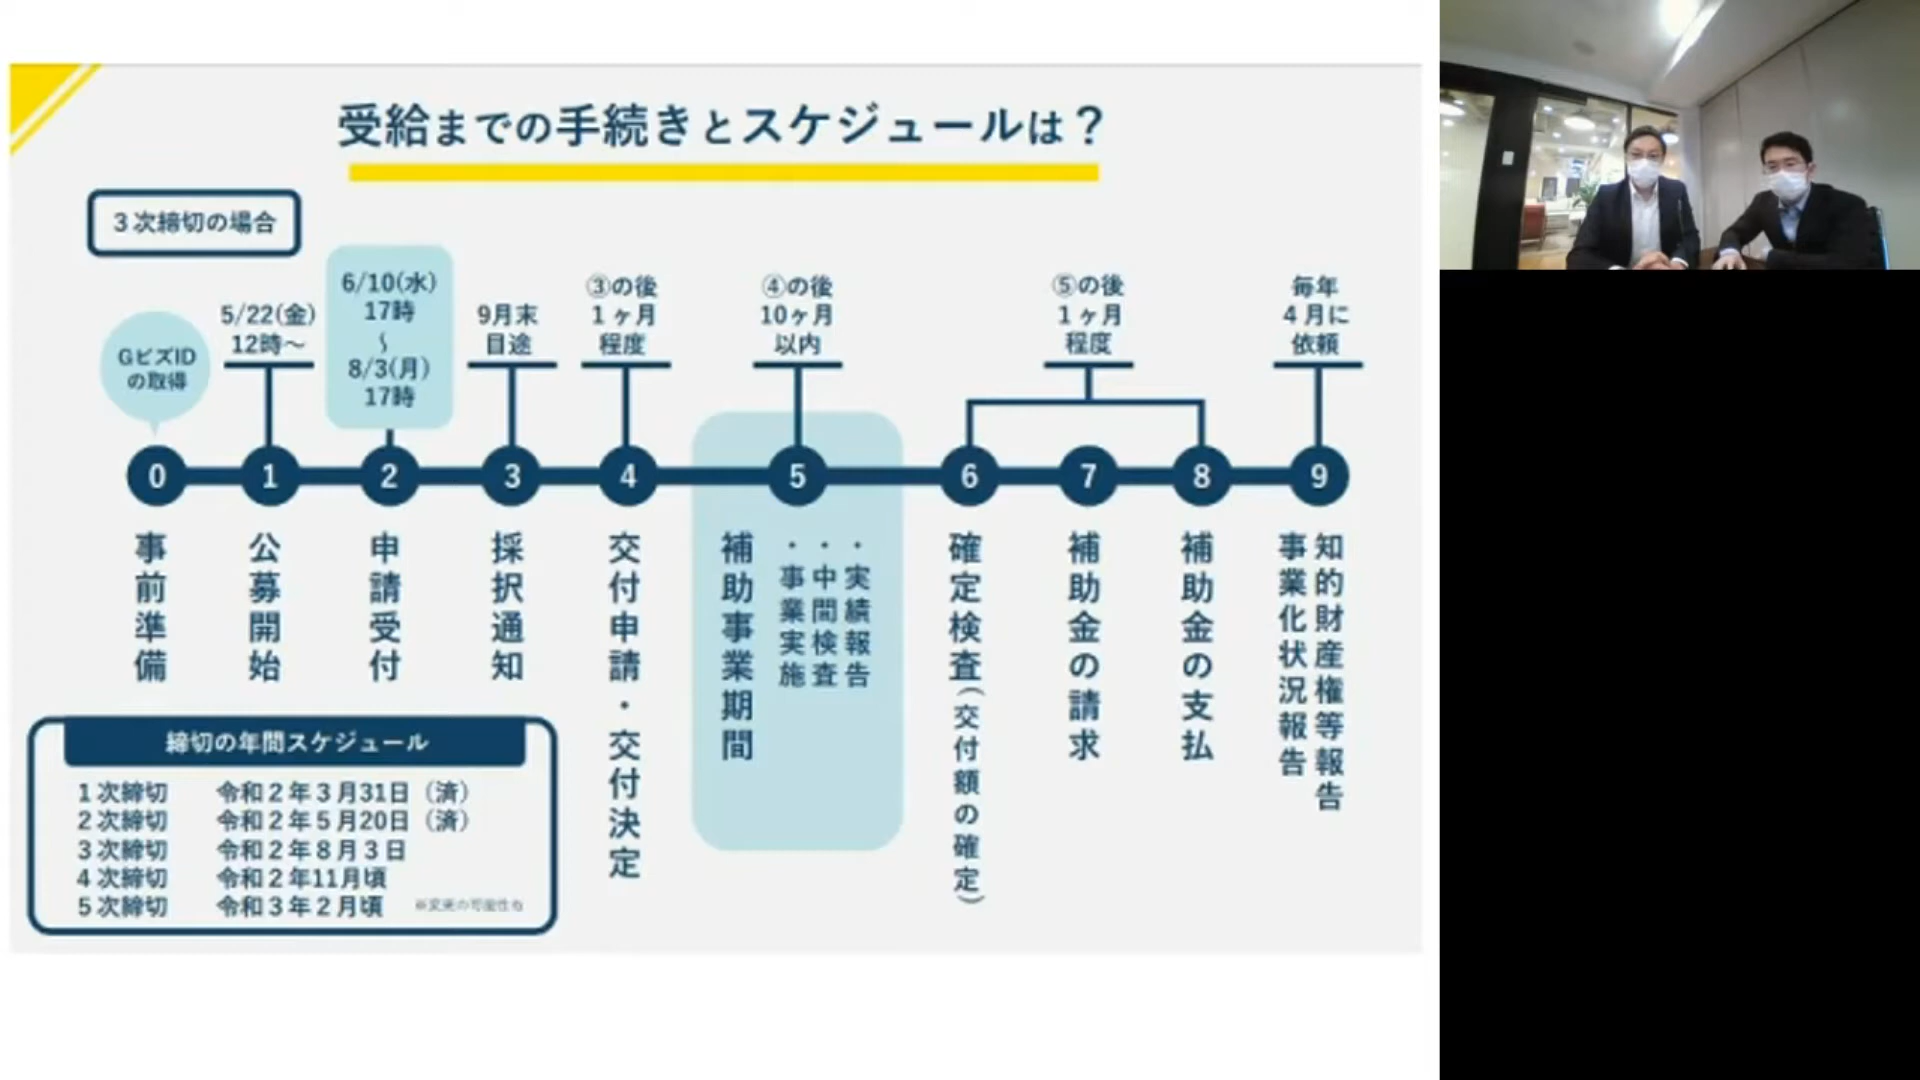 受給までの手続きとスケジュールは？
3次締切の場合
GビズID
の取得
5/22(金)
12時～
6/10(水)
17時
～
8/3(月)
17時
9月末
目途
③の後
1ヶ月
程度
④の後
10ヶ月
以内
⑤の後
1ヶ月
程度
毎年
4月に
依頼
0
1
2
3
4
5
6
7
8
9
事前準備
公募開始
申請受付
採択通知
交付申請・交付決定
補助事業期間
・事業実施
・中間検査
・実績報告
確定検査(交付額の確定)
補助金の請求
補助金の支払
知的財産権等報告
事業化状況報告
締切の年間スケジュール
1次締切 令和2年3月31日（済）
2次締切 令和2年5月20日（済）
3次締切 令和2年8月3日
4次締切 令和2年11月頃
5次締切 令和3年2月頃 ※変更の可能性有